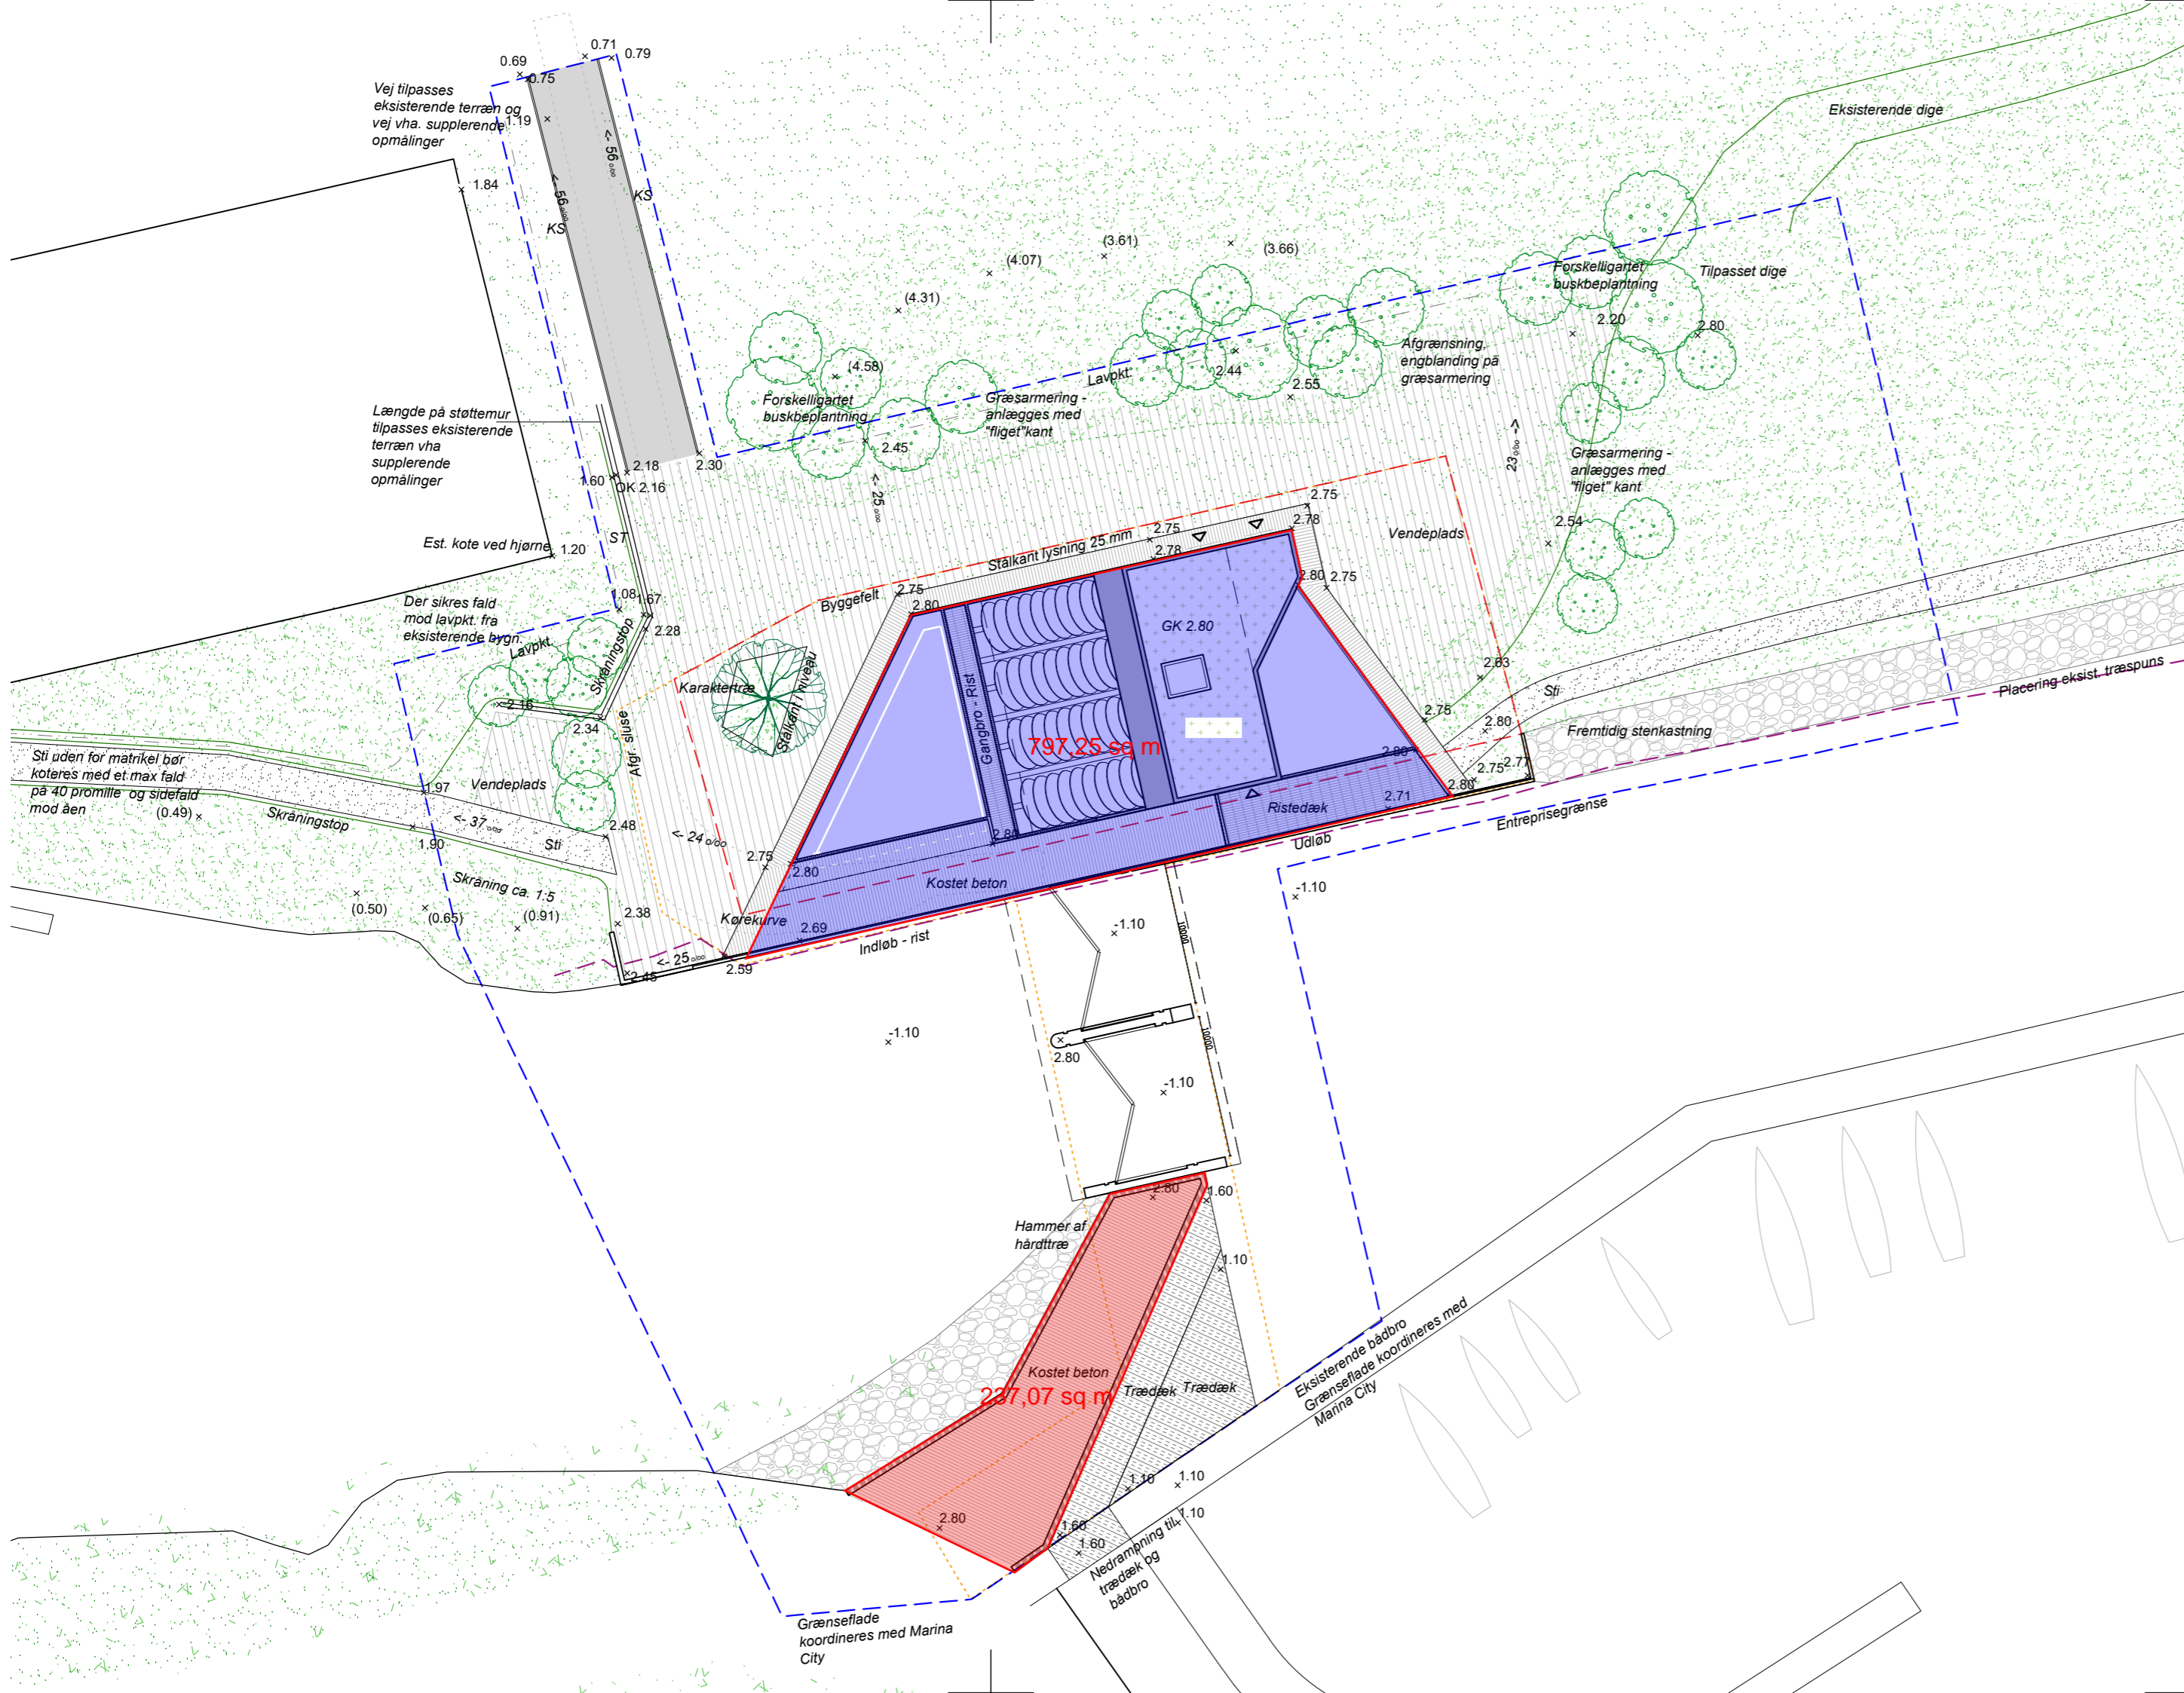 0.71
0.79
0.69
0.75
Vej tilpasses
eksisterende terræn og
vej vha. supplerende
opmålinger
1.19
<- 56 o/oo
<- 56 o/oo
KS
KS
1.84
Eksisterende dige
(3.61)
(3.66)
(4.07)
(4.31)
(4.58)
Forskelligartet
buskbeplantning
Tilpasset dige
2.20
2.80
Afgrænsning,
engblanding på
græsarmering
Lavpkt.
2.44
2.55
Forskelligartet
buskbeplantning
Græsarmering -
anlægges med
"fliget"kant
2.45
<- 25 o/oo
23 o/oo ->
Græsarmering -
anlægges med
"fliget" kant
2.54
Længde på støttemur
tilpasses eksisterende
terræn vha
supplerende
opmålinger
2.18
2.30
1.60
OK 2.16
ST
Est. kote ved hjørne
1.20
Der sikres fald
mod lavpkt. fra
eksisterende bygn.
Lavpkt.
1.08
1.67
2.28
Skråningstop
2.16
2.34
Byggefelt
2.75
2.80
Stålkant lysning 25 mm
2.75
2.78
2.75
2.78
Vendeplads
2.80
2.75
GK 2.80
Karaktertræ
Stålkant i niveau
Gangbro - Rist
797,25 sq m
2.63
Sti
2.75
2.80
2.80
2.75
2.77
2.80
Fremtidig stenkastning
Placering eksist. træspuns
Entreprisegrænse
Sti uden for matrikel bør
koteres med et max fald
på 40 promille og sidefald
mod åen
(0.49)
Skråningstop
1.97
1.90
<- 37 o/oo
Vendeplads
Sti
2.48
Afgr. sluse
<- 24 o/oo
2.75
2.80
2.80
Ristedæk
2.71
Udløb
Kostet beton
Kørekurve
2.69
Indløb - rist
Skråning ca. 1:5
(0.50)
(0.65)
(0.91)
2.38
2.45
<- 25 o/oo
2.59
-1.10
-1.10
10000
-1.10
2.80
10000
-1.10
2.80
1.60
Hammer af
hårdttræ
1.10
Kostet beton
237,07 sq m
Trædæk
Trædæk
Eksisterende bådbro
Grænseflade koordineres med
Marina City
2.80
1.10
1.10
1.10
1.60
1.60
Nedrampning til
trædæk og
bådbro
Grænseflade
koordineres med Marina
City